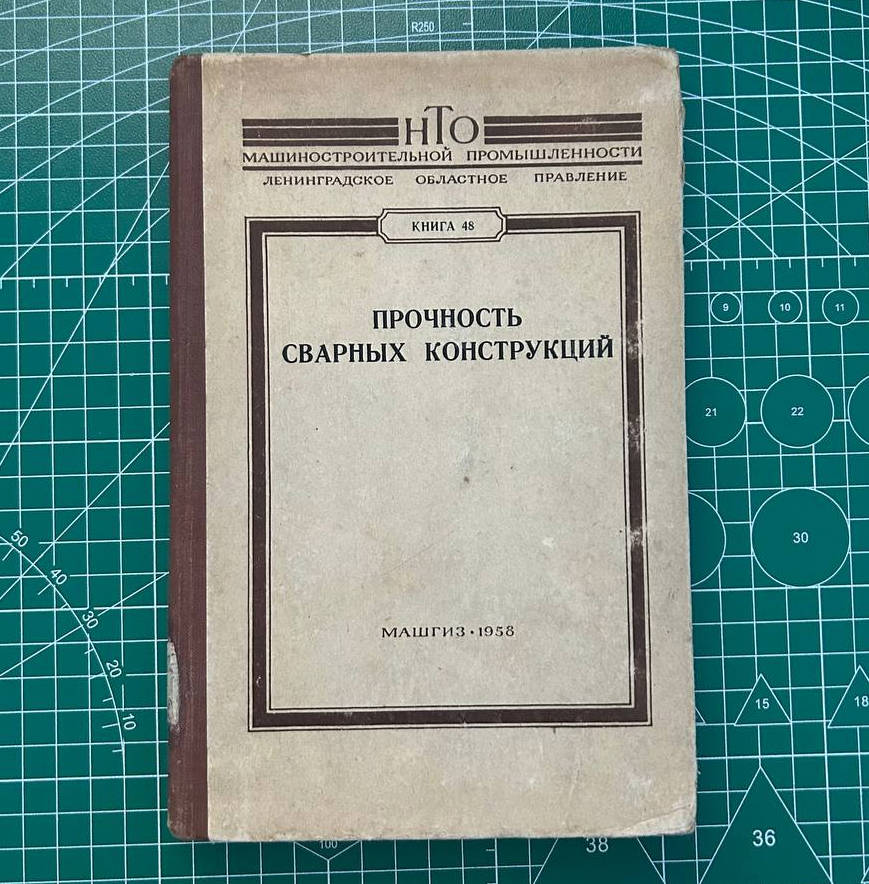 R250
НТО
МАШИНОСТРОИТЕЛЬНОЙ ПРОМЫШЛЕННОСТИ
ЛЕНИНГРАДСКОЕ ОБЛАСТНОЕ ПРАВЛЕНИЕ
КНИГА 48
ПРОЧНОСТЬ
СВАРНЫХ КОНСТРУКЦИЙ
МАШГИЗ · 1958
9 10 11
21 22
30
50
40
30
20
10
15 18
100
38 36